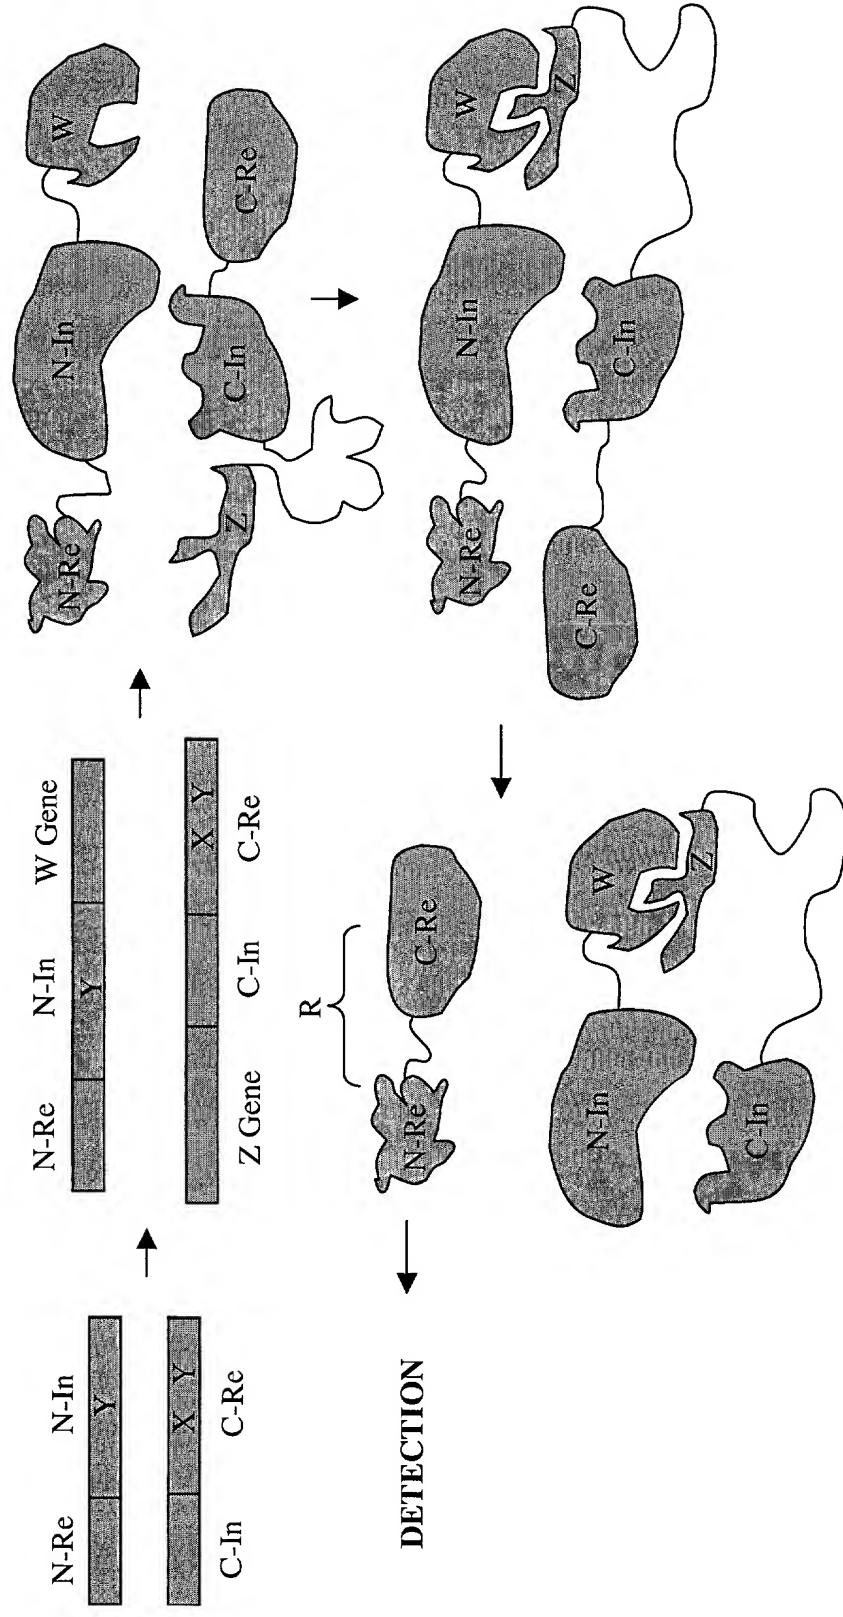 N-Re N-In
Y
X Y
C-In C-Re
N-Re N-In W Gene
Y
X Y
Z Gene C-In C-Re
N-Re N-In W
Z C-In C-Re
N-Re N-In W
Z
C-Re C-In
R
N-Re C-Re
N-In W
Z
C-In
DETECTION